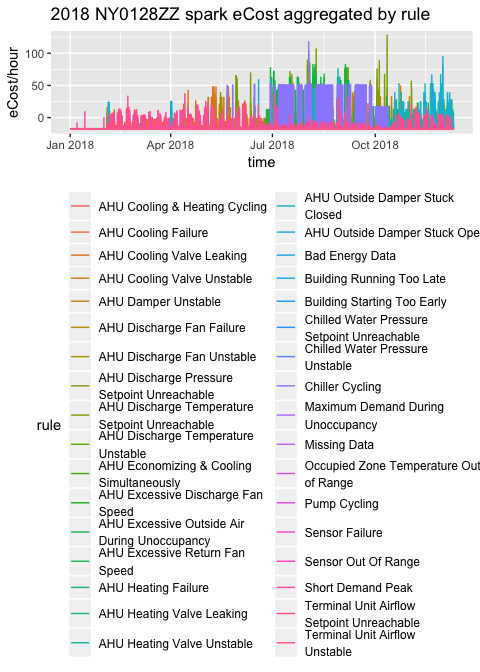 2018 NY0128ZZ spark eCost aggregated by rule
eCost/hour
100
50
0
Jan 2018
Apr 2018
Jul 2018
Oct 2018
time
rule
AHU Cooling & Heating Cycling
AHU Cooling Failure
AHU Cooling Valve Leaking
AHU Cooling Valve Unstable
AHU Damper Unstable
AHU Discharge Fan Failure
AHU Discharge Fan Unstable
AHU Discharge Pressure
Setpoint Unreachable
AHU Discharge Temperature
Setpoint Unreachable
AHU Discharge Temperature
Unstable
AHU Economizing & Cooling
Simultaneously
AHU Excessive Discharge Fan
Speed
AHU Excessive Outside Air
During Unoccupancy
AHU Excessive Return Fan
Speed
AHU Heating Failure
AHU Heating Valve Leaking
AHU Heating Valve Unstable
AHU Outside Damper Stuck
Closed
AHU Outside Damper Stuck Ope
Bad Energy Data
Building Running Too Late
Building Starting Too Early
Chilled Water Pressure
Setpoint Unreachable
Chilled Water Pressure
Unstable
Chiller Cycling
Maximum Demand During
Unoccupancy
Missing Data
Occupied Zone Temperature Out
of Range
Pump Cycling
Sensor Failure
Sensor Out Of Range
Short Demand Peak
Terminal Unit Airflow
Setpoint Unreachable
Terminal Unit Airflow
Unstable